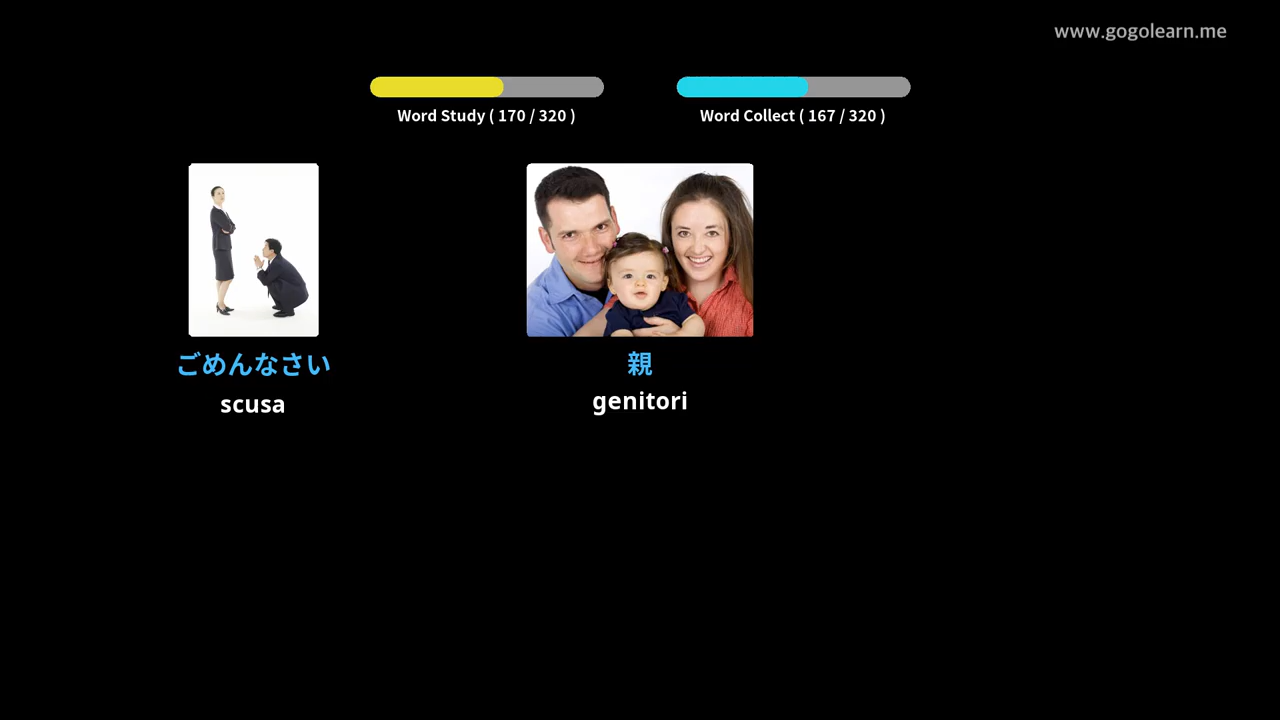 www.gogolearn.me
Word Study ( 170 / 320 )
Word Collect ( 167 / 320 )
ごめんなさい
scusa
親
genitori